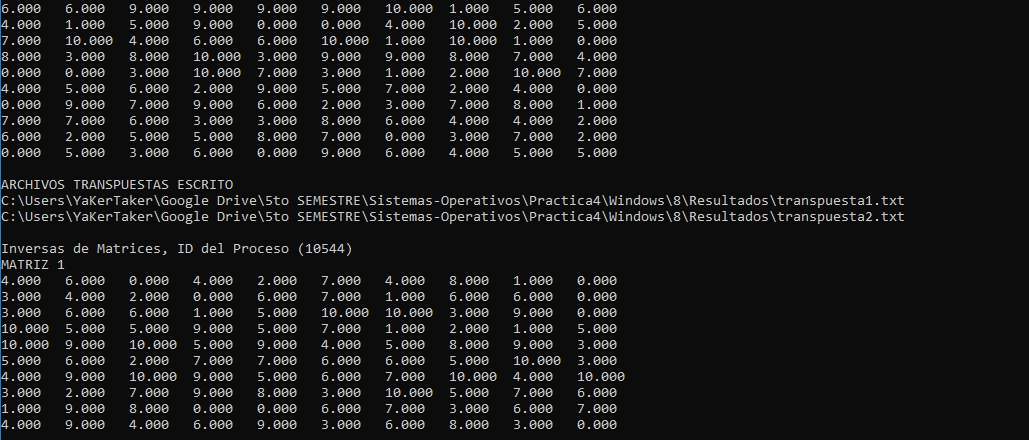 6.000 6.000 9.000 9.000 9.000 9.000 10.000 1.000 5.000 6.000
4.000 1.000 5.000 9.000 0.000 0.000 4.000 10.000 2.000 5.000
7.000 10.000 4.000 6.000 6.000 10.000 1.000 10.000 1.000 0.000
8.000 3.000 8.000 10.000 3.000 9.000 9.000 8.000 7.000 4.000
0.000 0.000 3.000 10.000 7.000 3.000 1.000 2.000 10.000 7.000
4.000 5.000 6.000 2.000 9.000 5.000 7.000 2.000 4.000 0.000
0.000 9.000 7.000 9.000 6.000 2.000 3.000 7.000 8.000 1.000
7.000 7.000 6.000 3.000 3.000 8.000 6.000 4.000 4.000 2.000
6.000 2.000 5.000 5.000 8.000 7.000 0.000 3.000 7.000 2.000
0.000 5.000 3.000 6.000 0.000 9.000 6.000 4.000 5.000 5.000
ARCHIVOS TRANSPUESTAS ESCRITO
C:\Users\YaKerTaker\Google Drive\5to SEMESTRE\Sistemas-Operativos\Practica4\Windows\8\Resultados\transpuesta1.txt
C:\Users\YaKerTaker\Google Drive\5to SEMESTRE\Sistemas-Operativos\Practica4\Windows\8\Resultados\transpuesta2.txt
Inversas de Matrices, ID del Proceso (10544)
MATRIZ 1
4.000 6.000 0.000 4.000 2.000 7.000 4.000 8.000 1.000 0.000
3.000 4.000 2.000 0.000 6.000 7.000 1.000 6.000 6.000 0.000
3.000 6.000 6.000 1.000 5.000 10.000 10.000 3.000 9.000 0.000
10.000 5.000 5.000 9.000 5.000 7.000 1.000 2.000 1.000 5.000
10.000 9.000 10.000 5.000 9.000 4.000 5.000 8.000 9.000 3.000
5.000 6.000 2.000 7.000 7.000 6.000 6.000 5.000 10.000 3.000
4.000 9.000 10.000 9.000 5.000 6.000 7.000 10.000 4.000 10.000
3.000 2.000 7.000 9.000 8.000 3.000 10.000 5.000 7.000 6.000
1.000 9.000 8.000 0.000 0.000 6.000 7.000 3.000 6.000 7.000
4.000 9.000 4.000 6.000 9.000 3.000 6.000 8.000 3.000 0.000